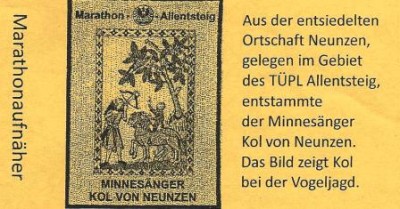 Marathonaufnäher
Marathon - Allentsteig
MINNESÄNGER
KOL VON NEUNZEN
Aus der entsiedelten
Ortschaft Neunzen,
gelegen im Gebiet
des TÜPL Allentsteig,
entstammte
der Minnesänger
Kol von Neunzen.
Das Bild zeigt Kol
bei der Vogeljagd.